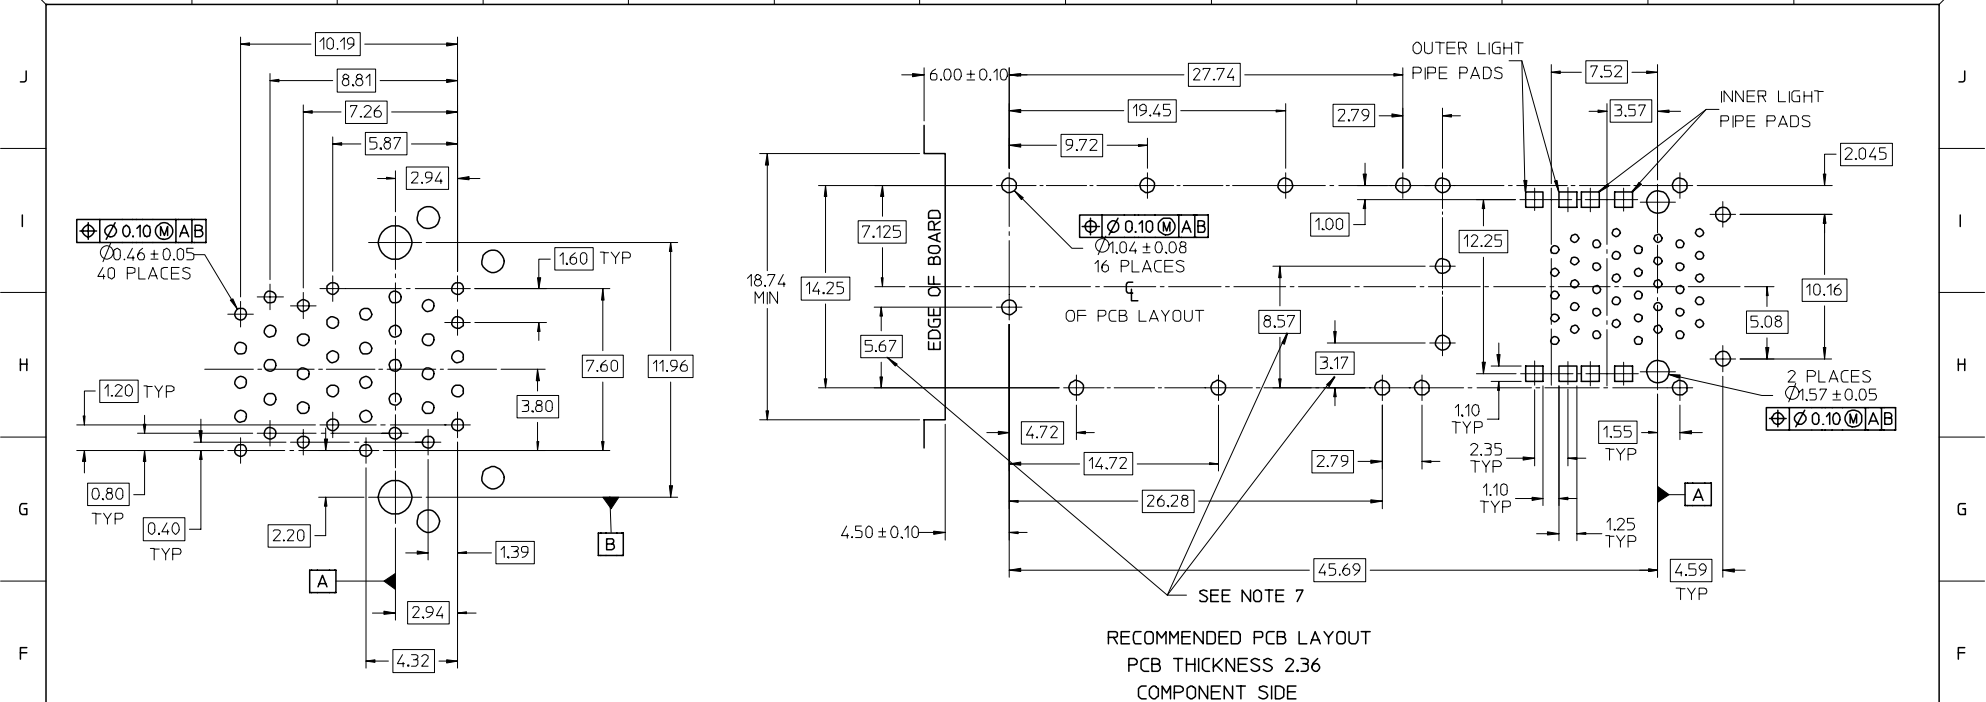 J
I
H
G
F
10.19
8.81
7.26
5.87
2.94
⌖ Ø 0.10 Ⓜ A B
Ø0.46 ± 0.05
40 PLACES
1.60 TYP
1.20 TYP
7.60
11.96
3.80
0.80
TYP
0.40
TYP
2.20
1.39
B
A
2.94
4.32
6.00 ± 0.10
27.74
19.45
9.72
2.79
OUTER LIGHT
PIPE PADS
7.52
3.57
INNER LIGHT
PIPE PADS
2.045
7.125
EDGE OF BOARD
⌖ Ø 0.10 Ⓜ A B
Ø1.04 ± 0.08
16 PLACES
1.00
12.25
18.74
MIN
14.25
℄
OF PCB LAYOUT
8.57
10.16
5.08
5.67
3.17
2 PLACES
Ø1.57 ± 0.05
⌖ Ø 0.10 Ⓜ A B
1.10
TYP
4.72
14.72
2.79
2.35
TYP
1.55
TYP
26.28
1.10
TYP
A
4.50 ± 0.10
1.25
TYP
45.69
4.59
TYP
SEE NOTE 7
RECOMMENDED PCB LAYOUT
PCB THICKNESS 2.36
COMPONENT SIDE
J
I
H
G
F